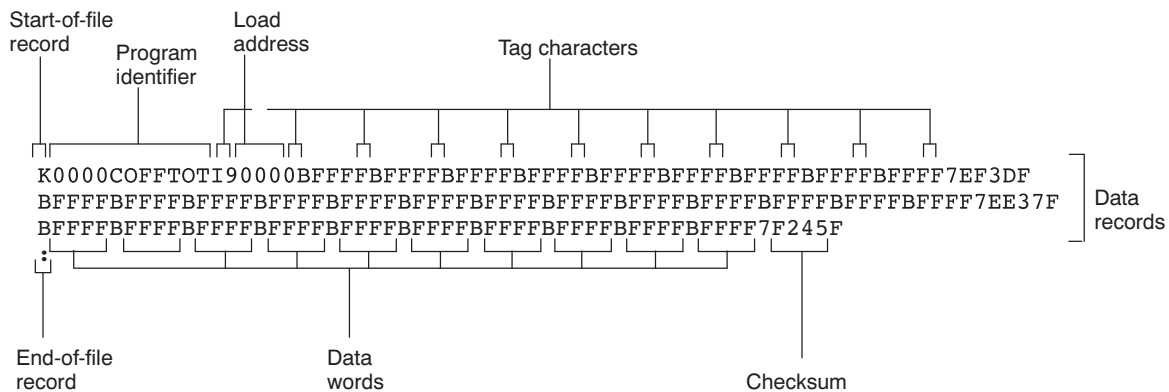 Start-of-file
record
Program
identifier
Load
address
Tag characters
K0000COFFTOTI90000BFFFFBFFFFBFFFFBFFFFBFFFFBFFFFBFFFFBFFFFBFFFF7EF3DF
BFFFFBFFFFBFFFFBFFFFBFFFFBFFFFBFFFFBFFFFBFFFFBFFFFBFFFFBFFFFBFFFF7EE37F
BFFFFBFFFFBFFFFBFFFFBFFFFBFFFFBFFFFBFFFFBFFFFBFFFF7F245F
:
Data
records
End-of-file
record
Data
words
Checksum